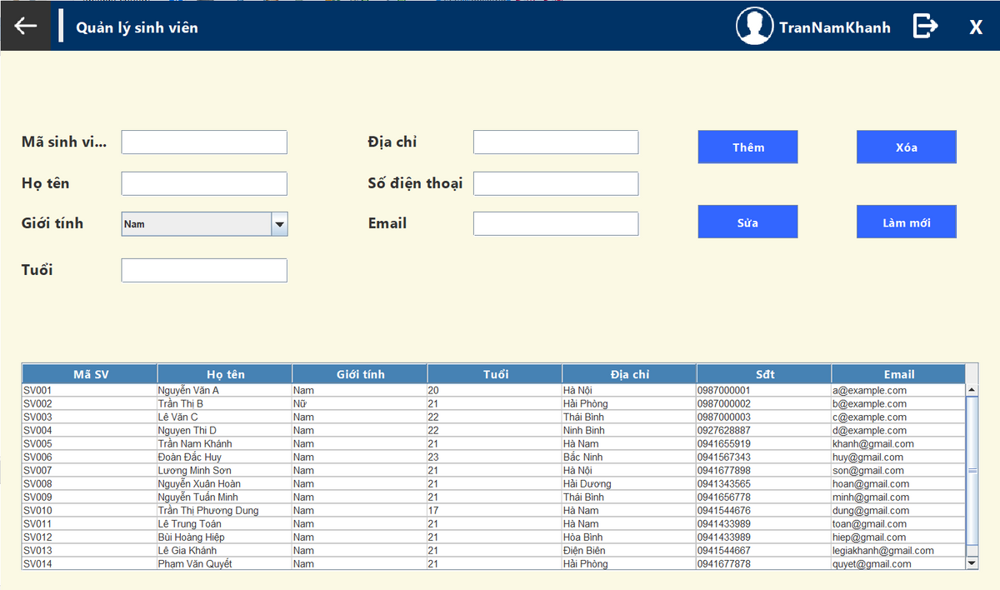 Quản lý sinh viên TranNamKhanh X
Mã sinh vi... Địa chỉ Thêm Xóa
Họ tên Số điện thoại
Giới tính Nam Email Sửa Làm mới
Tuổi
Mã SV Họ tên Giới tính Tuổi Địa chỉ Sđt Email
SV001 Nguyễn Văn A Nam 20 Hà Nội 0987000001 a@example.com
SV002 Trần Thị B Nữ 21 Hải Phòng 0987000002 b@example.com
SV003 Lê Văn C Nam 22 Thái Bình 0987000003 c@example.com
SV004 Nguyen Thi D Nam 22 Ninh Bình 0927628887 d@example.com
SV005 Trần Nam Khánh Nam 21 Hà Nam 0941655919 khanh@gmail.com
SV006 Đoàn Đắc Huy Nam 23 Bắc Ninh 0941567343 huy@gmail.com
SV007 Lương Minh Sơn Nam 21 Hà Nội 0941677898 son@gmail.com
SV008 Nguyễn Xuân Hoàn Nam 21 Hải Dương 0941343565 hoan@gmail.com
SV009 Nguyễn Tuấn Minh Nam 21 Thái Bình 0941656778 minh@gmail.com
SV010 Trần Thị Phương Dung Nam 17 Hà Nam 0941544676 dung@gmail.com
SV011 Lê Trung Toán Nam 21 Hà Nam 0941433989 toan@gmail.com
SV012 Bùi Hoàng Hiệp Nam 21 Hòa Bình 0941433989 hiep@gmail.com
SV013 Lê Gia Khánh Nam 21 Điện Biên 0941544667 legiakhanh@gmail.com
SV014 Phạm Văn Quyết Nam 21 Hải Phòng 0941677878 quyet@gmail.com